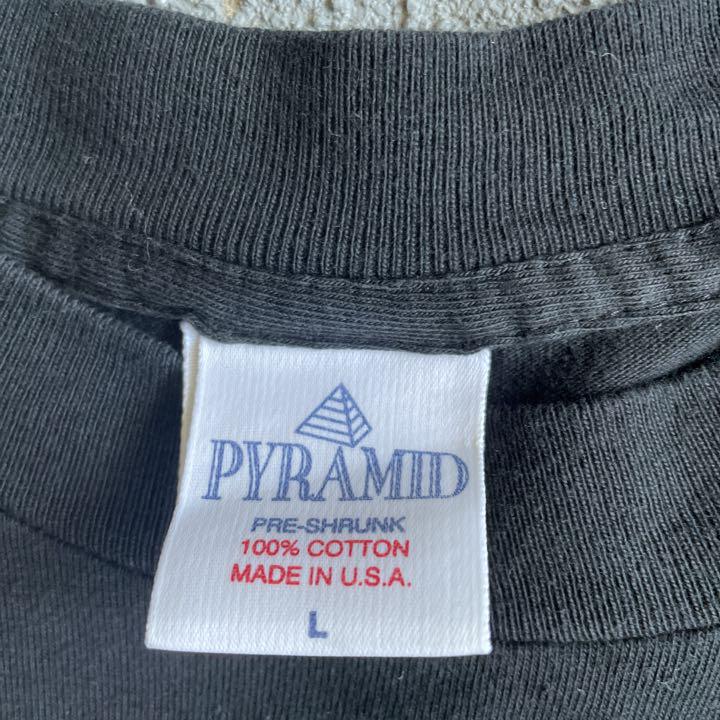 PYRAMID
PRE-SHRUNK
100% COTTON
MADE IN U.S.A.
L